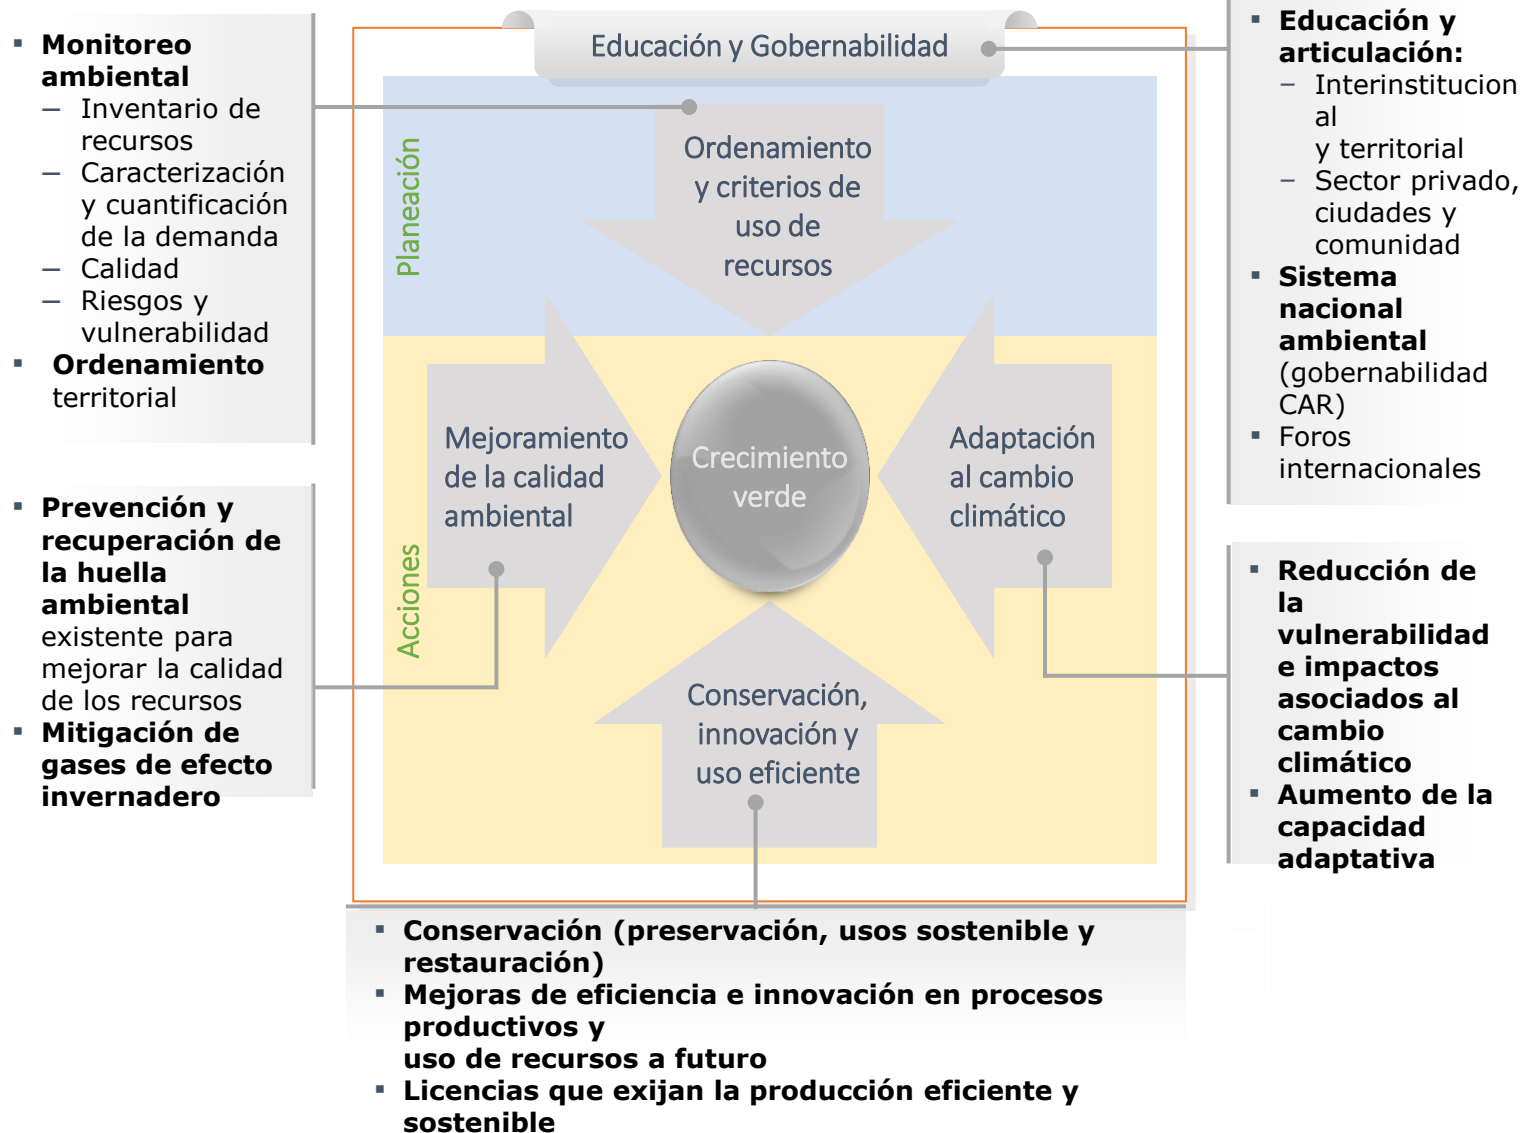 Educación y Gobernabilidad
▪ Monitoreo
ambiental
– Inventario de
recursos
– Caracterización
y cuantificación
de la demanda
– Calidad
– Riesgos y
vulnerabilidad
▪ Ordenamiento
territorial
▪ Prevención y
recuperación de
la huella
ambiental
existente para
mejorar la calidad
de los recursos
▪ Mitigación de
gases de efecto
invernadero
Planeación
Ordenamiento
y criterios de
uso de
recursos
Acciones
Mejoramiento
de la calidad
ambiental
Crecimiento
verde
Adaptación
al cambio
climático
Conservación,
innovación y
uso eficiente
▪ Educación y
articulación:
– Interinstitucion
al
y territorial
– Sector privado,
ciudades y
comunidad
▪ Sistema
nacional
ambiental
(gobernabilidad
CAR)
▪ Foros
internacionales
▪ Reducción de
la
vulnerabilidad
e impactos
asociados al
cambio
climático
▪ Aumento de la
capacidad
adaptativa
▪ Conservación (preservación, usos sostenible y
restauración)
▪ Mejoras de eficiencia e innovación en procesos
productivos y
uso de recursos a futuro
▪ Licencias que exijan la producción eficiente y
sostenible